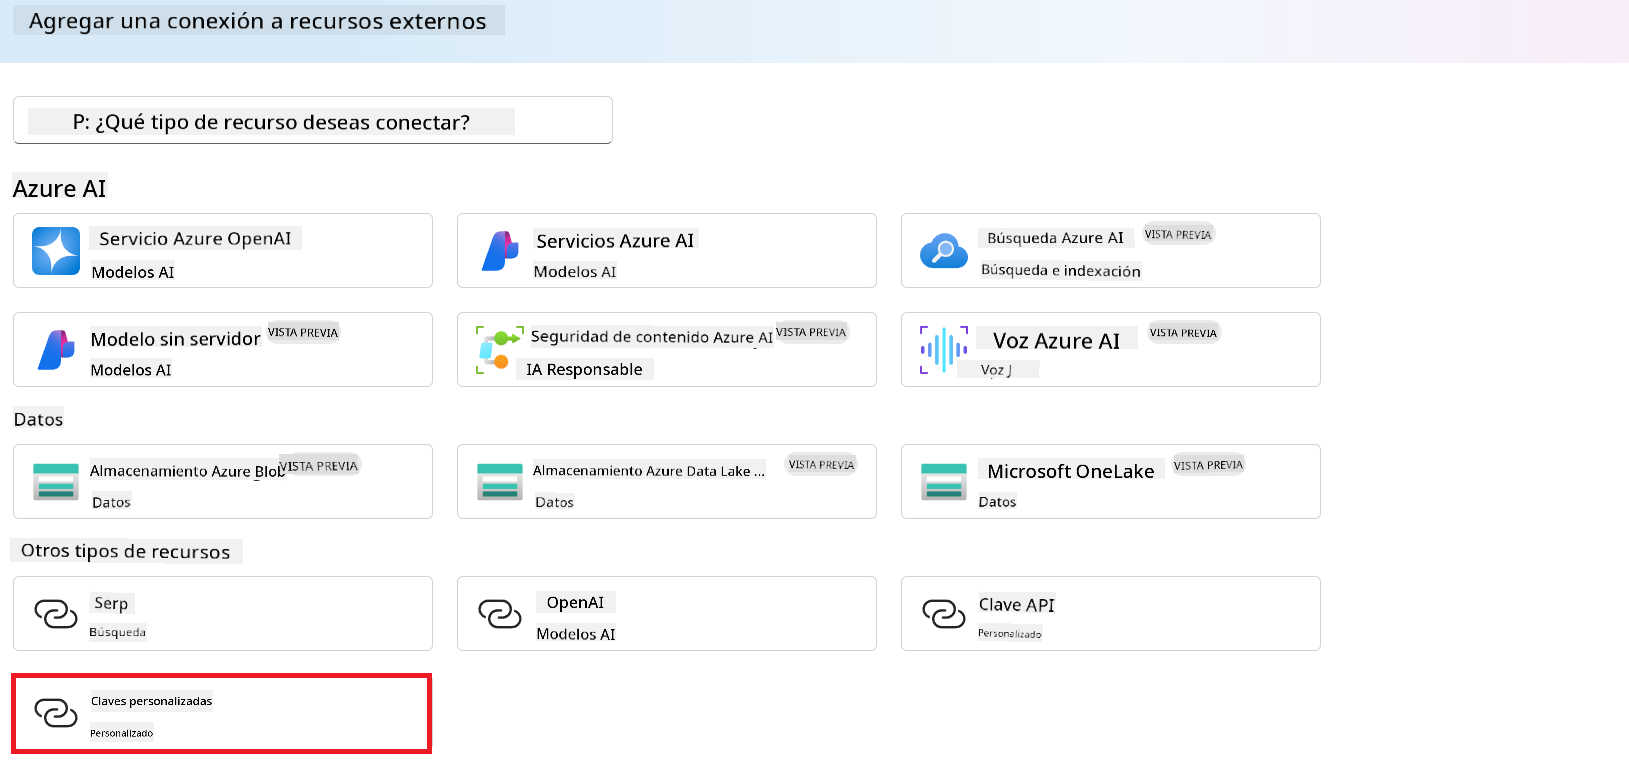 Agregar una conexión a recursos externos
P: ¿Qué tipo de recurso deseas conectar?
Azure AI
Servicio Azure OpenAI
Modelos AI
Servicios Azure AI
Modelos AI
Búsqueda Azure AI VISTA PREVIA
Búsqueda e indexación
Modelo sin servidor VISTA PREVIA
Modelos AI
Seguridad de contenido Azure AI VISTA PREVIA
IA Responsable
Voz Azure AI VISTA PREVIA
Voz
Datos
Almacenamiento Azure Blob VISTA PREVIA
Datos
Almacenamiento Azure Data Lake ... VISTA PREVIA
Datos
Microsoft OneLake VISTA PREVIA
Datos
Otros tipos de recursos
Serp
Búsqueda
OpenAI
Modelos AI
Clave API
Personalizado
Claves personalizadas
Personalizado